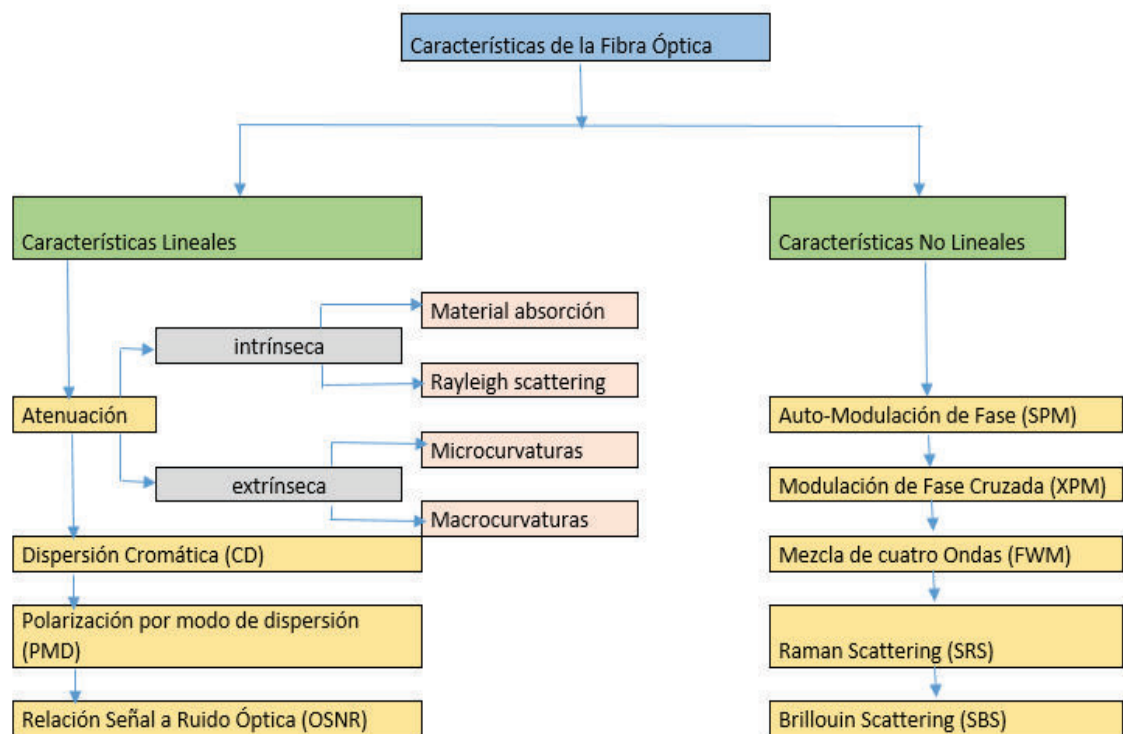 Características de la Fibra Óptica
Características Lineales
Características No Lineales
Material absorción
intrínseca
Rayleigh scattering
Atenuación
Microcurvaturas
extrínseca
Macrocurvaturas
Dispersión Cromática (CD)
Polarización por modo de dispersión
(PMD)
Relación Señal a Ruido Óptica (OSNR)
Auto-Modulación de Fase (SPM)
Modulación de Fase Cruzada (XPM)
Mezcla de cuatro Ondas (FWM)
Raman Scattering (SRS)
Brillouin Scattering (SBS)